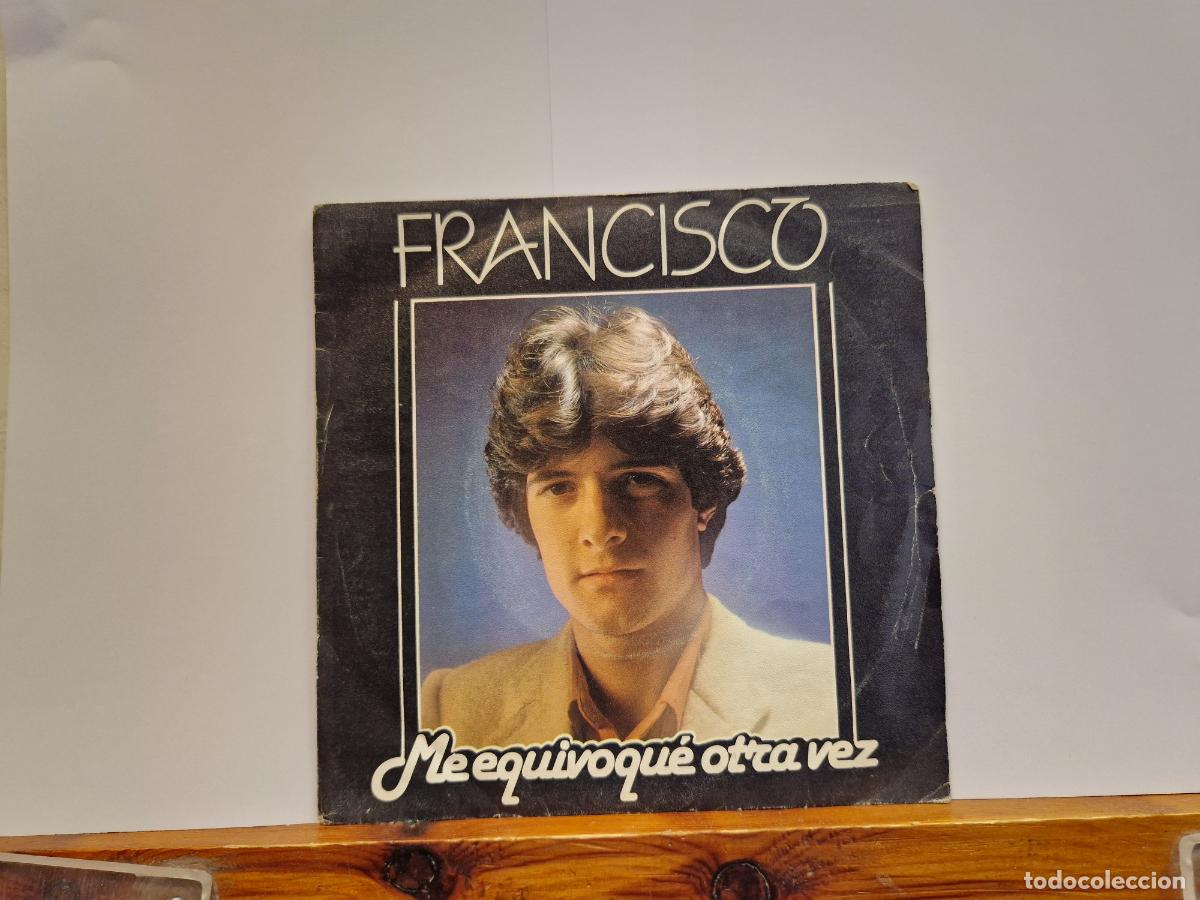 FRANCISCO
Me equivoqué otra vez
todocoleccion